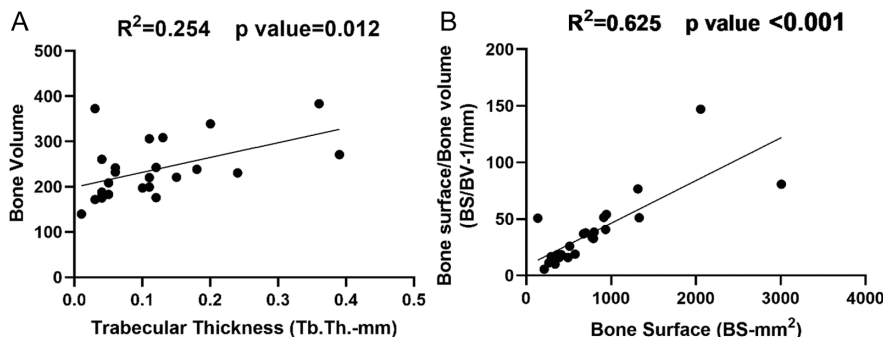 A
R²=0.254 p value=0.012
Bone Volume
500
400
300
200
100
0
0.0 0.1 0.2 0.3 0.4 0.5
Trabecular Thickness (Tb.Th.-mm)
B
R²=0.625 p value <0.001
Bone surface/Bone volume
(BS/BV-1/mm)
200
150
100
50
0
0 1000 2000 3000 4000
Bone Surface (BS-mm²)